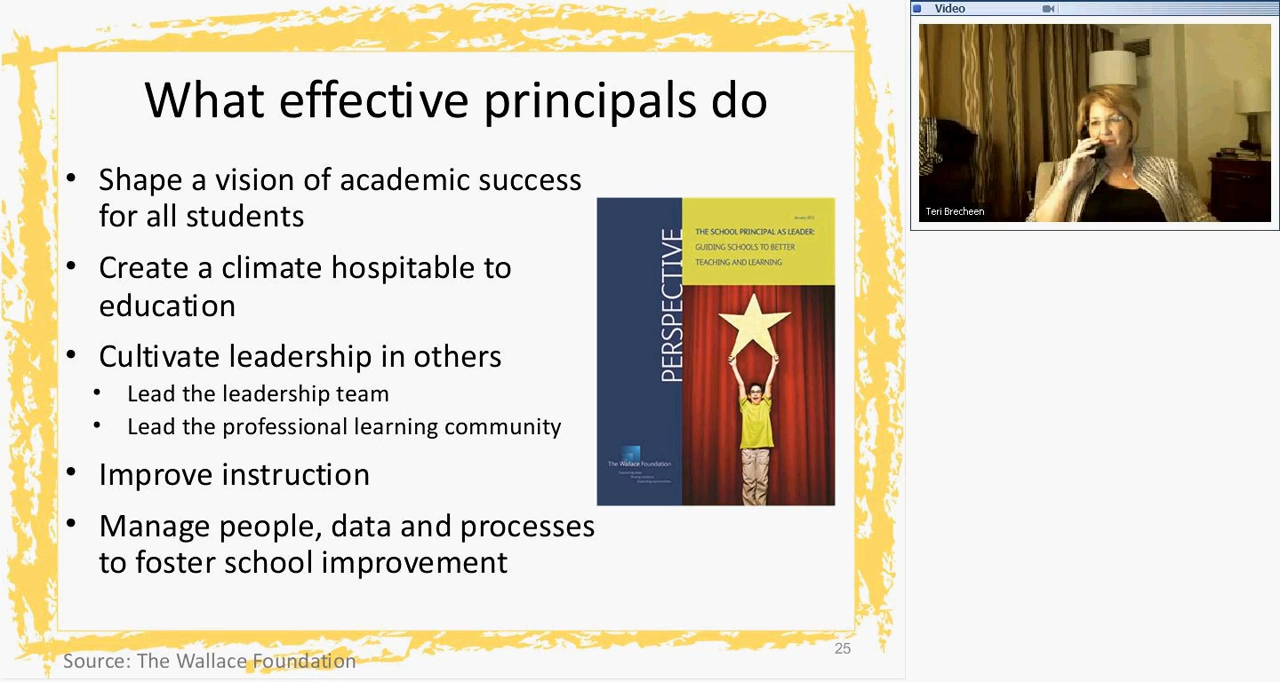 What effective principals do
• Shape a vision of academic success
for all students
• Create a climate hospitable to
education
• Cultivate leadership in others
• Lead the leadership team
• Lead the professional learning community
• Improve instruction
• Manage people, data and processes
to foster school improvement
PERSPECTIVE
THE SCHOOL PRINCIPAL AS LEADER:
GUIDING SCHOOLS TO BETTER
TEACHING AND LEARNING
The Wallace Foundation
Source: The Wallace Foundation
25
Video
Teri Brecheen